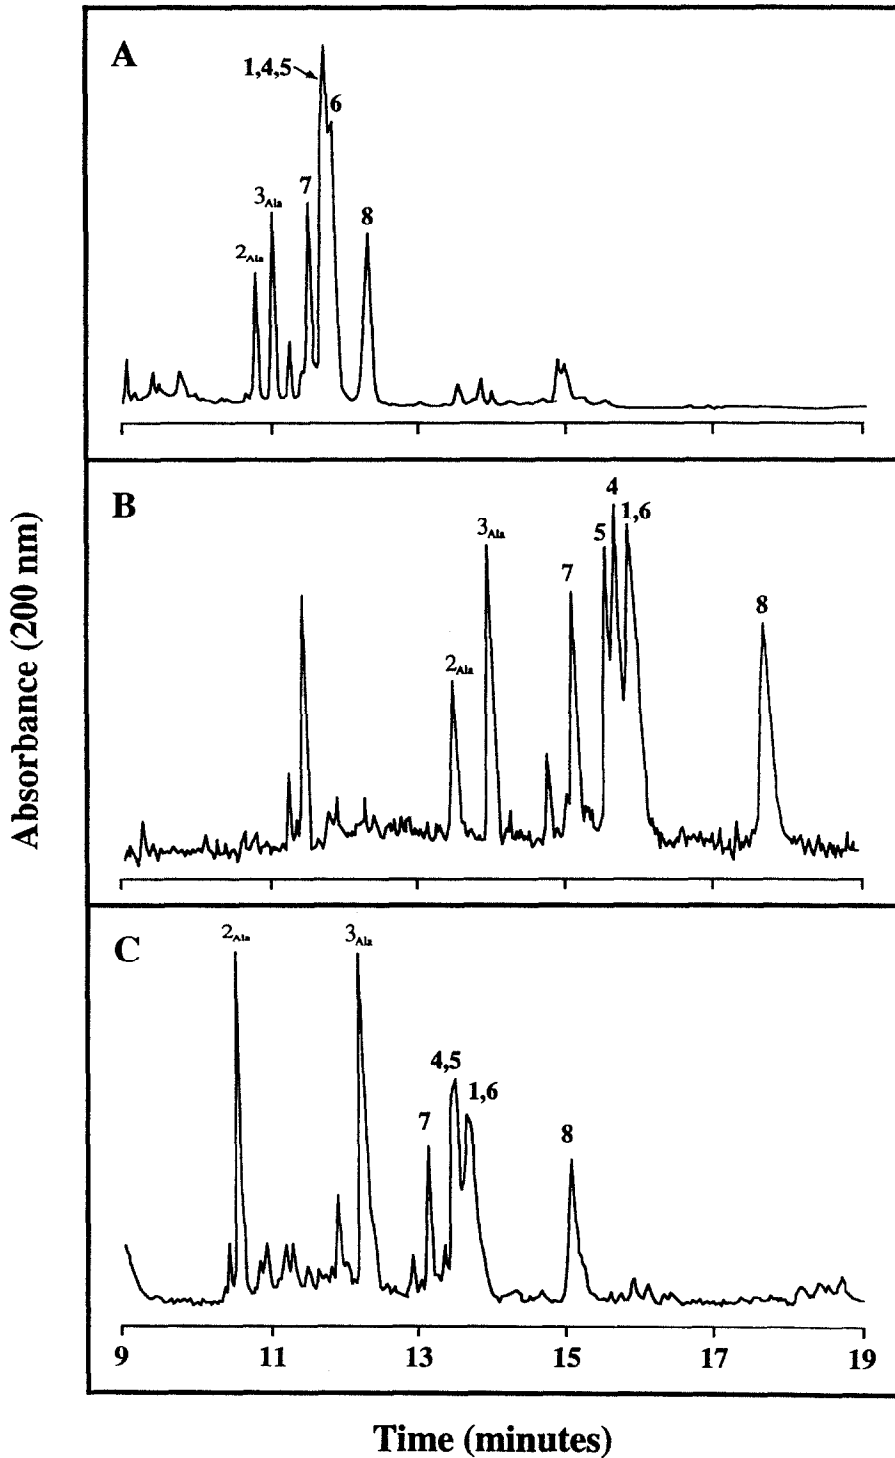 A
1,4,5
6
7
3Ala
8
2Ala
B
4
1,6
5
3Ala
7
8
2Ala
Absorbance (200 nm)
C
2Ala
3Ala
4,5
1,6
7
8
9 11 13 15 17 19
Time (minutes)